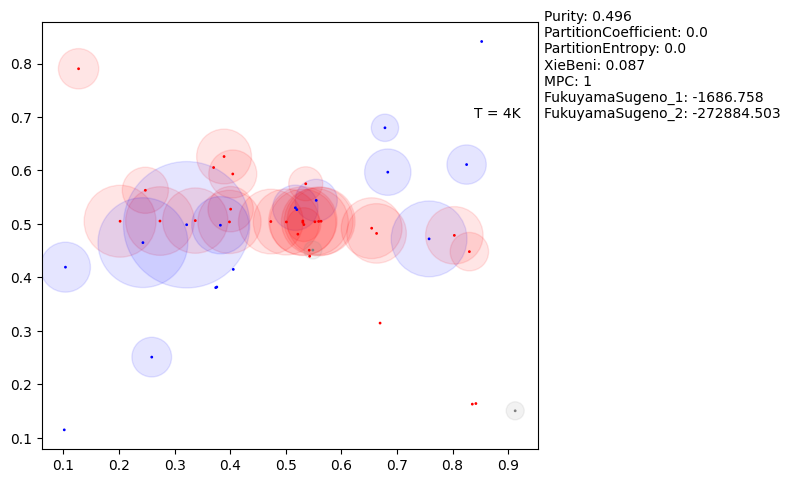 Purity: 0.496
PartitionCoefficient: 0.0
PartitionEntropy: 0.0
XieBeni: 0.087
MPC: 1
FukuyamaSugeno_1: -1686.758
FukuyamaSugeno_2: -272884.503
T = 4K
0.8
0.7
0.6
0.5
0.4
0.3
0.2
0.1
0.1 0.2 0.3 0.4 0.5 0.6 0.7 0.8 0.9